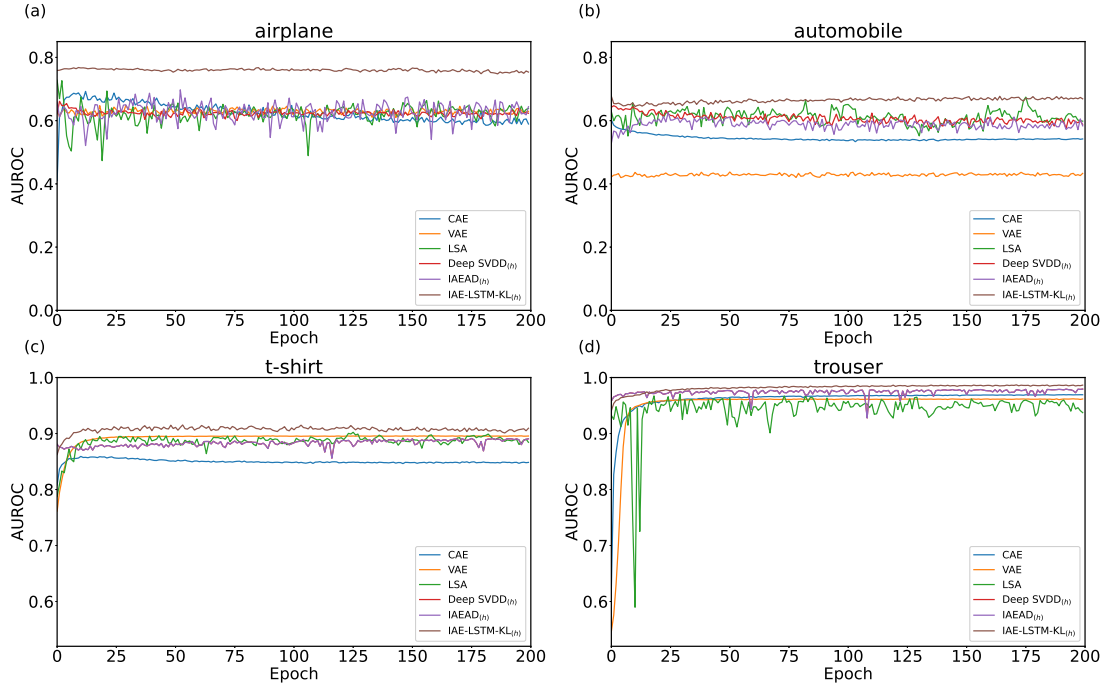 (a)
airplane
AUROC
0.8
0.6
0.4
0.2
0.0
0 25 50 75 100 125 150 175 200
Epoch
CAE
VAE
LSA
Deep SVDD(h)
IAEAD(h)
IAE-LSTM-KL(h)
(b)
automobile
AUROC
0.8
0.6
0.4
0.2
0.0
0 25 50 75 100 125 150 175 200
Epoch
CAE
VAE
LSA
Deep SVDD(h)
IAEAD(h)
IAE-LSTM-KL(h)
(c)
t-shirt
AUROC
1.0
0.9
0.8
0.7
0.6
0 25 50 75 100 125 150 175 200
Epoch
CAE
VAE
LSA
Deep SVDD(h)
IAEAD(h)
IAE-LSTM-KL(h)
(d)
trouser
AUROC
1.0
0.9
0.8
0.7
0.6
0 25 50 75 100 125 150 175 200
Epoch
CAE
VAE
LSA
Deep SVDD(h)
IAEAD(h)
IAE-LSTM-KL(h)